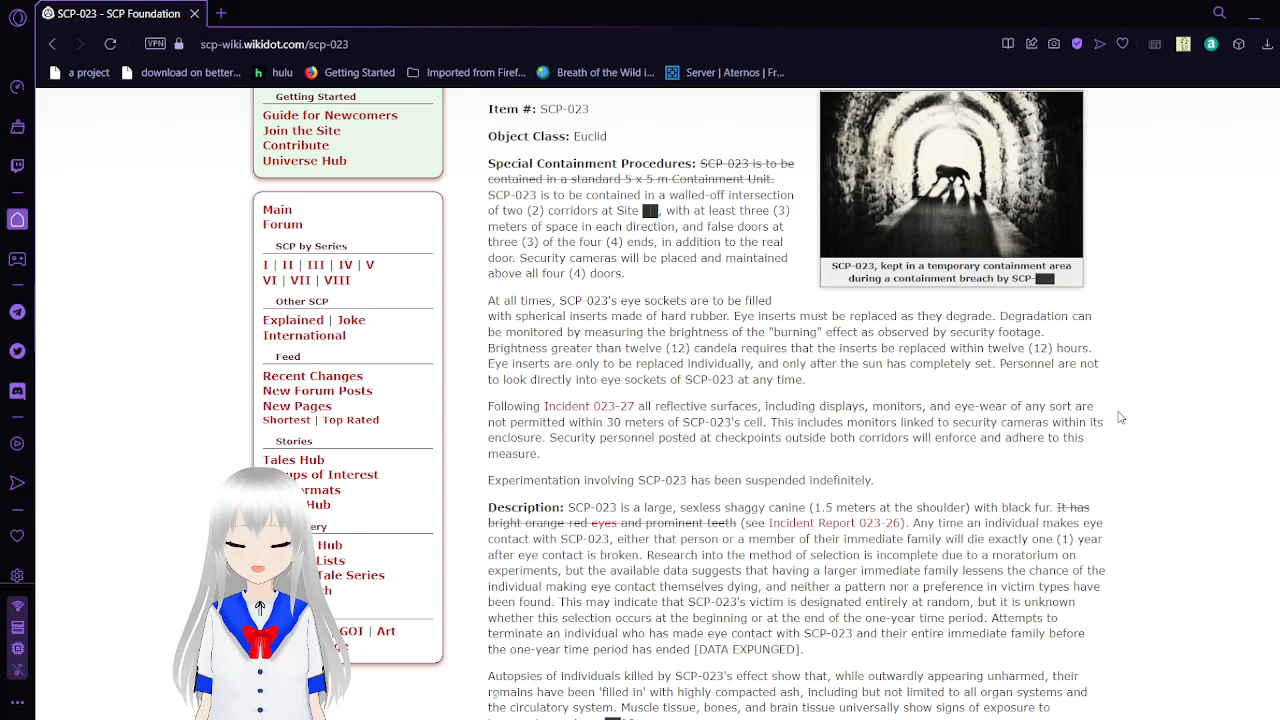 SCP-023 - SCP Foundation
VPN
scp-wiki.wikidot.com/scp-023
a project
download on better...
hulu
Getting Started
Imported from Firef...
Breath of the Wild i...
Server | Aternos | Fr...
Getting Started
Guide for Newcomers
Join the Site
Contribute
Universe Hub
Main
Forum
SCP by Series
I | II | III | IV | V
VI | VII | VIII
Other SCP
Explained | Joke
International
Feed
Recent Changes
New Forum Posts
New Pages
Shortest | Top Rated
Stories
Tales Hub
ups of Interest
ormats
Hub
ery
Hub
Lists
Tale Series
GOI | Art
Item #: SCP-023
Object Class: Euclid
Special Containment Procedures: SCP-023 is to be
contained in a standard 5 x 5 m Containment Unit.
SCP-023 is to be contained in a walled-off intersection
of two (2) corridors at Site ██, with at least three (3)
meters of space in each direction, and false doors at
three (3) of the four (4) ends, in addition to the real
door. Security cameras will be placed and maintained
above all four (4) doors.
SCP-023, kept in a temporary containment area
during a containment breach by SCP-███
At all times, SCP-023's eye sockets are to be filled
with spherical inserts made of hard rubber. Eye inserts must be replaced as they degrade. Degradation can
be monitored by measuring the brightness of the "burning" effect as observed by security footage.
Brightness greater than twelve (12) candela requires that the inserts be replaced within twelve (12) hours.
Eye inserts are only to be replaced individually, and only after the sun has completely set. Personnel are not
to look directly into eye sockets of SCP-023 at any time.
Following Incident 023-27 all reflective surfaces, including displays, monitors, and eye-wear of any sort are
not permitted within 30 meters of SCP-023's cell. This includes monitors linked to security cameras within its
enclosure. Security personnel posted at checkpoints outside both corridors will enforce and adhere to this
measure.
Experimentation involving SCP-023 has been suspended indefinitely.
Description: SCP-023 is a large, sexless shaggy canine (1.5 meters at the shoulder) with black fur. It has
bright orange red eyes and prominent teeth (see Incident Report 023-26). Any time an individual makes eye
contact with SCP-023, either that person or a member of their immediate family will die exactly one (1) year
after eye contact is broken. Research into the method of selection is incomplete due to a moratorium on
experiments, but the available data suggests that having a larger immediate family lessens the chance of the
individual making eye contact themselves dying, and neither a pattern nor a preference in victim types have
been found. This may indicate that SCP-023's victim is designated entirely at random, but it is unknown
whether this selection occurs at the beginning or at the end of the one-year time period. Attempts to
terminate an individual who has made eye contact with SCP-023 and their entire immediate family before
the one-year time period has ended [DATA EXPUNGED].
Autopsies of individuals killed by SCP-023's effect show that, while outwardly appearing unharmed, their
remains have been 'filled in' with highly compacted ash, including but not limited to all organ systems and
the circulatory system. Muscle tissue, bones, and brain tissue universally show signs of exposure to